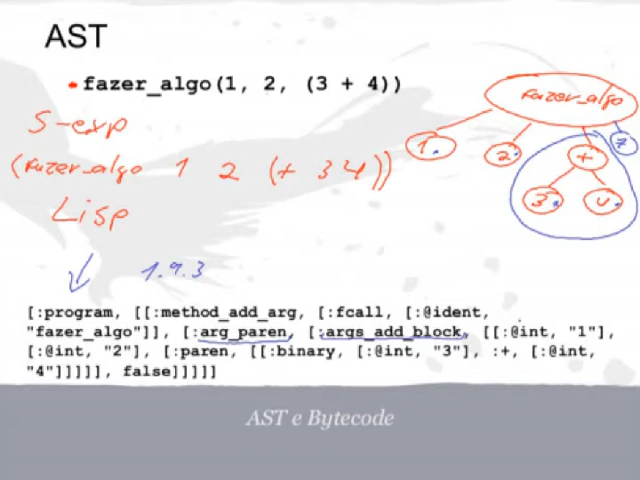 AST
fazer_algo(1, 2, (3 + 4))
fazer_algo
S-exp
1
2
+
7
(fazer_algo 1 2 (+ 3 4))
3
4
Lisp
1.9.3
[:program, [[:method_add_arg, [:fcall, [:@ident,
"fazer_algo"]], [:arg_paren, [:args_add_block, [[:@int, "1"],
[:@int, "2"], [:paren, [[:binary, [:@int, "3"], :+, [:@int,
"4"]]]]], false]]]]]
AST e Bytecode